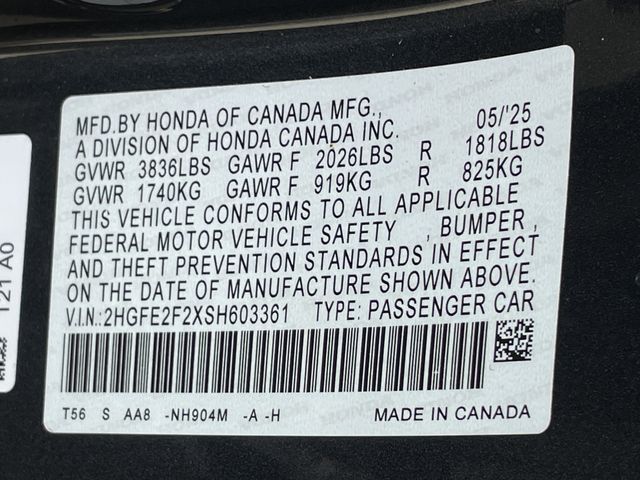 MFD.BY HONDA OF CANADA MFG., 05/'25
A DIVISION OF HONDA CANADA INC.
GVWR 3836LBS GAWR F 2026LBS R 1818LBS
GVWR 1740KG GAWR F 919KG R 825KG
THIS VEHICLE CONFORMS TO ALL APPLICABLE
FEDERAL MOTOR VEHICLE SAFETY , BUMPER ,
AND THEFT PREVENTION STANDARDS IN EFFECT
ON THE DATE OF MANUFACTURE SHOWN ABOVE.
V.I.N.:2HGFE2F2XSH603361 TYPE: PASSENGER CAR
T56 S AA8 -NH904M -A -H MADE IN CANADA
T21 A0